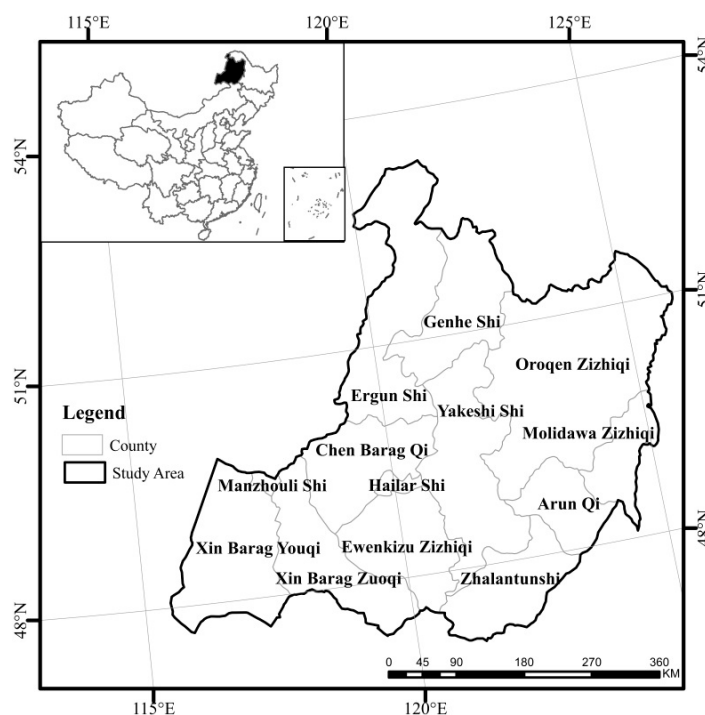 115°E 120°E 125°E
54°N
54°N
51°N
51°N
Genhe Shi
Oroqen Zizhiqi
Ergun Shi
Yakeshi Shi
Legend
County
Study Area
Molidawa Zizhiqi
Chen Barag Qi
Manzhouli Shi
Hailar Shi
Arun Qi
48°N
Xin Barag Youqi
Ewenkizu Zizhiqi
Xin Barag Zuoqi
Zhalantunshi
48°N
0 45 90 180 270 360
KM
115°E 120°E